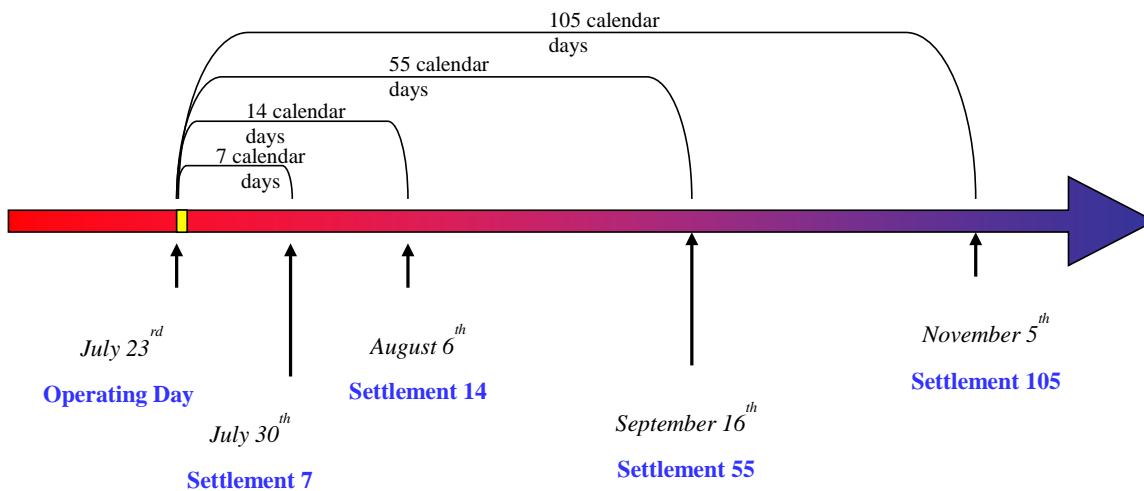 105 calendar
days
55 calendar
days
14 calendar
days
7 calendar
days
July 23rd
Operating Day
July 30th
Settlement 7
August 6th
Settlement 14
September 16th
Settlement 55
November 5th
Settlement 105